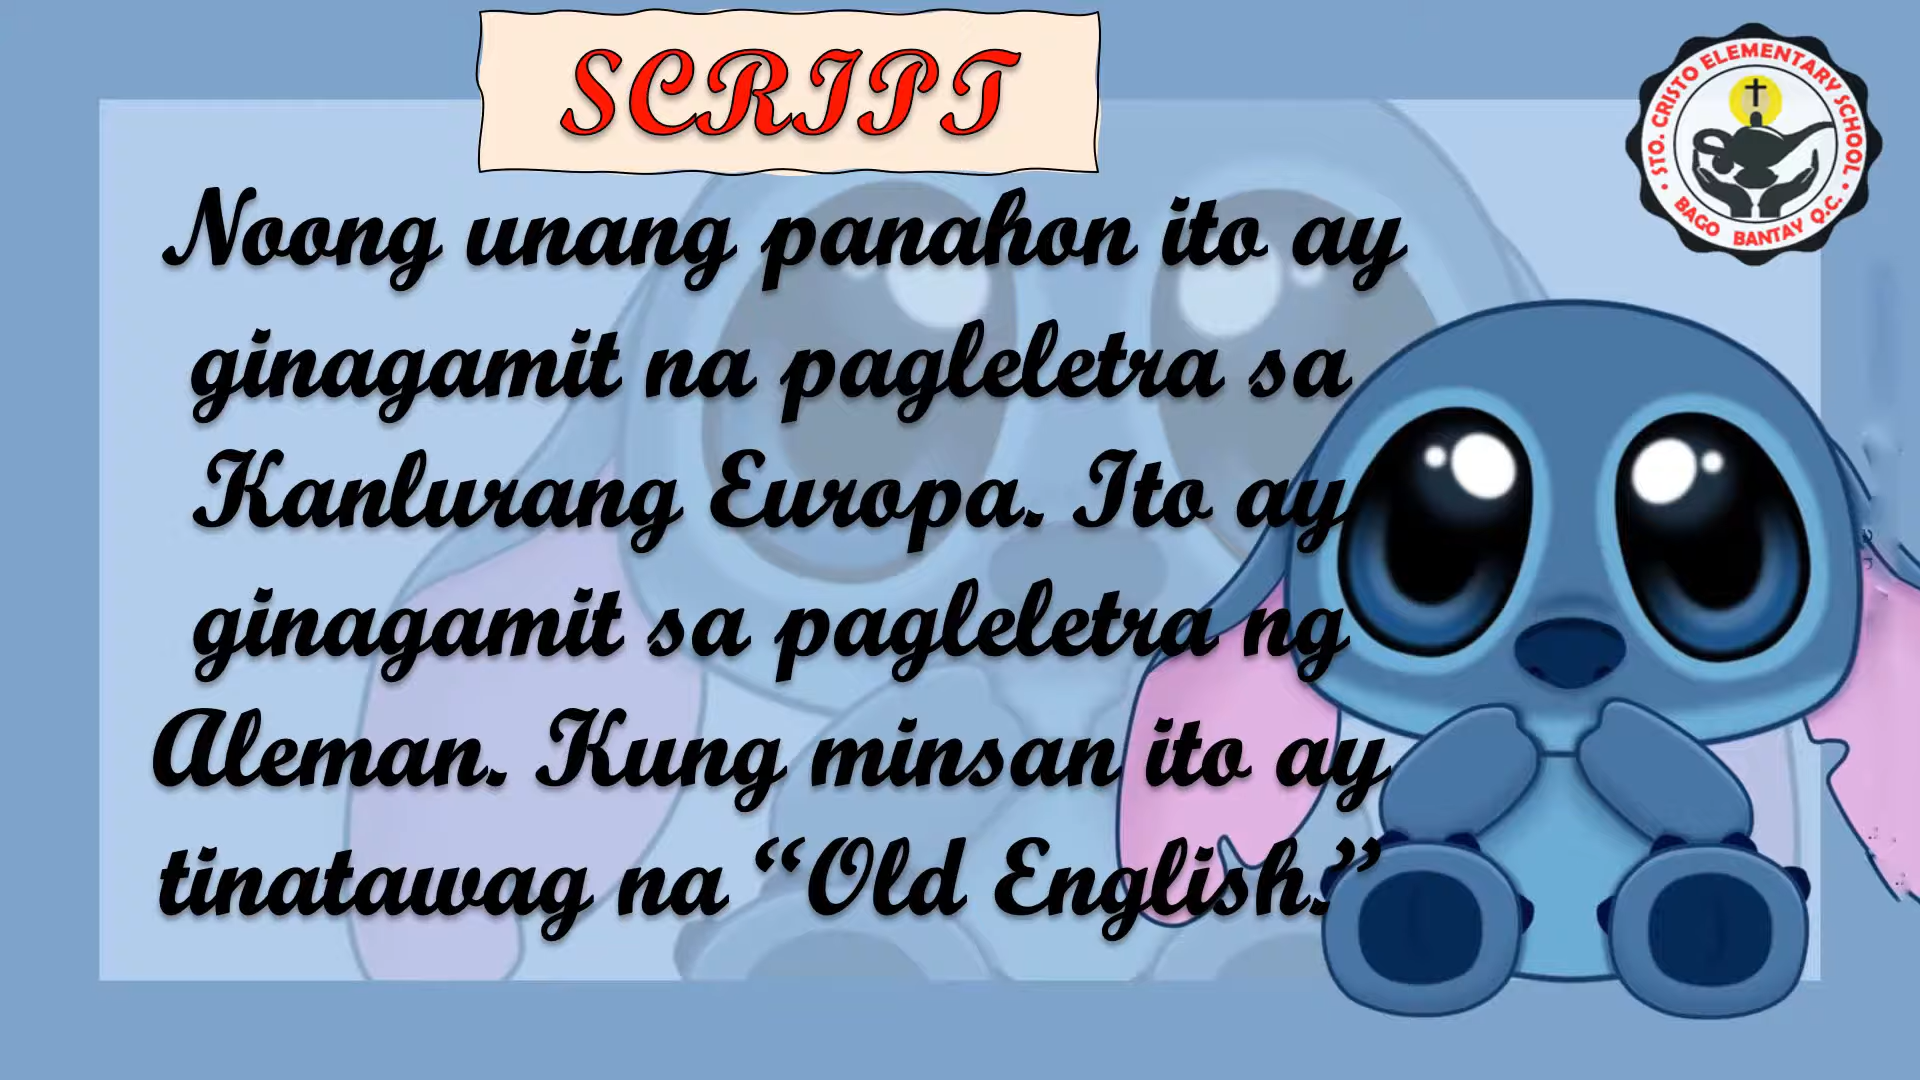 SCRIPT
STO. CRISTO ELEMENTARY SCHOOL
BAGO BANTAY Q.C.
Noong unang panahon ito ay
ginagamit na pagleletra sa
Kanlurang Europa. Ito ay
ginagamit sa pagleletra ng
Aleman. Kung minsan ito ay
tinatawag na “Old English.”